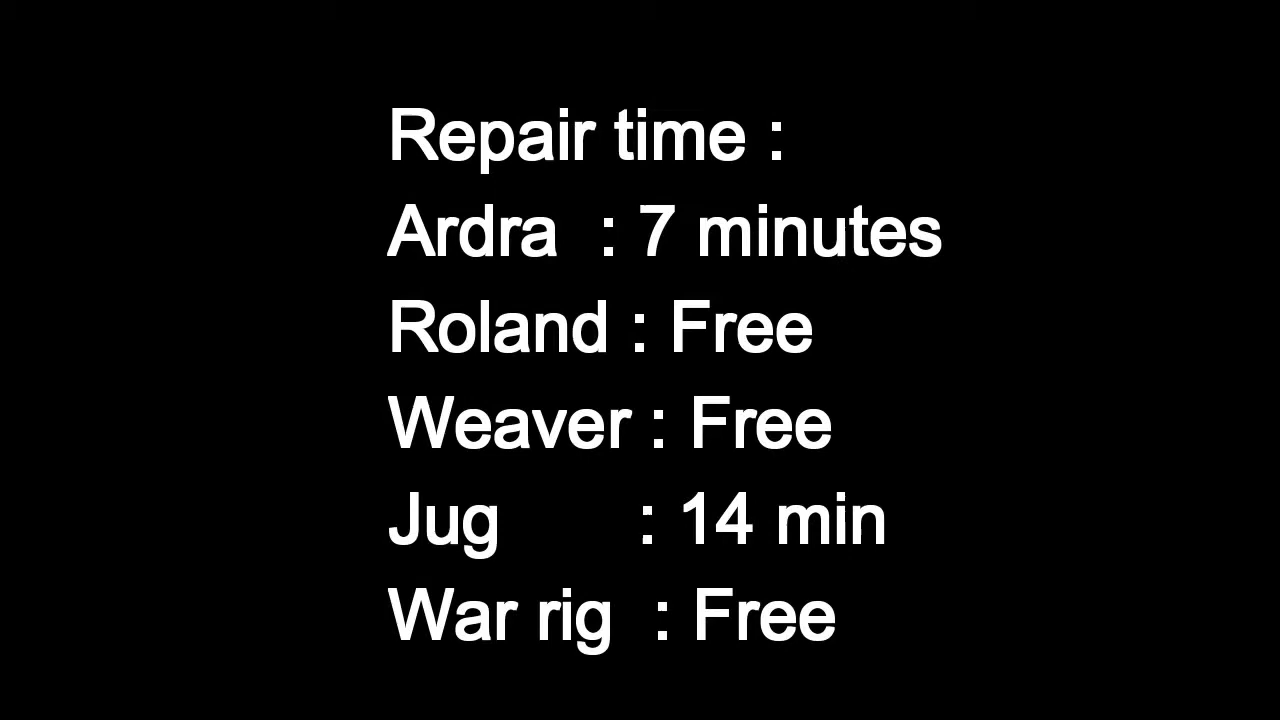 Repair time :
Ardra  : 7 minutes
Roland : Free
Weaver : Free
Jug       : 14 min
War rig  : Free